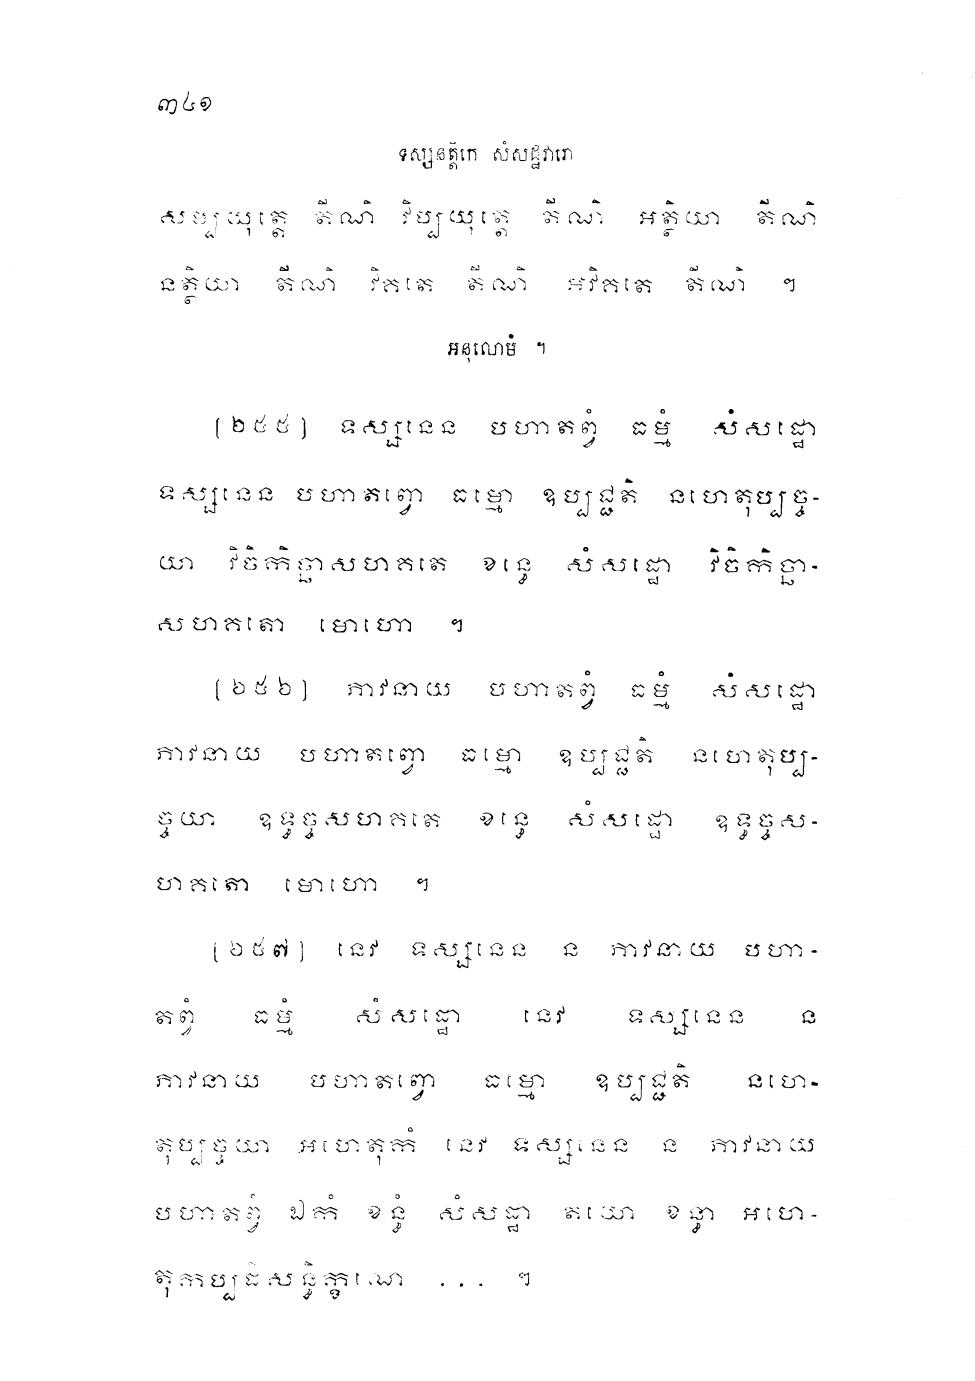 ៣៤១
ទស្សនត្តិកេ សំសដ្ឋវារោ
សម្បយុត្តេ តីណិ វិប្បយុត្តេ តីណិ អត្ថិយា តីណិ
នត្ថិយា តីណិ វិគតេ តីណិ អវិគតេ តីណិ ។
អនុលោមំ ។
[២៥៥] ទស្សនេន បហាតព្វំ ធម្មំ សំសដ្ឋោ
ទស្សនេន បហាតព្វោ ធម្មោ ឧប្បជ្ជតិ នហេតុប្បច្ច-
យា វិចិកិច្ឆាសហគតេ ខន្ធេ សំសដ្ឋោ វិចិកិច្ឆា-
សហគតោ មោហោ ។
[៦៥៦] ភាវនាយ បហាតព្វំ ធម្មំ សំសដ្ឋោ
ភាវនាយ បហាតព្វោ ធម្មោ ឧប្បជ្ជតិ នហេតុប្ប-
ច្ចយា ឧទ្ធច្ចសហគតេ ខន្ធេ សំសដ្ឋោ ឧទ្ធច្ចស-
ហគតោ មោហោ ។
[៦៥៧] នេវ ទស្សនេន ន ភាវនាយ បហា-
តព្វំ ធម្មំ សំសដ្ឋោ នេវ ទស្សនេន ន
ភាវនាយ បហាតព្វោ ធម្មោ ឧប្បជ្ជតិ នហេ-
តុប្បច្ចយា អហេតុកំ នេវ ទស្សនេន ន ភាវនាយ
បហាតព្វំ ឯកំ ខន្ធំ សំសដ្ឋា តយោ ខន្ធា អហេ-
តុកប្បដិសន្ធិក្ខណេ ... ។